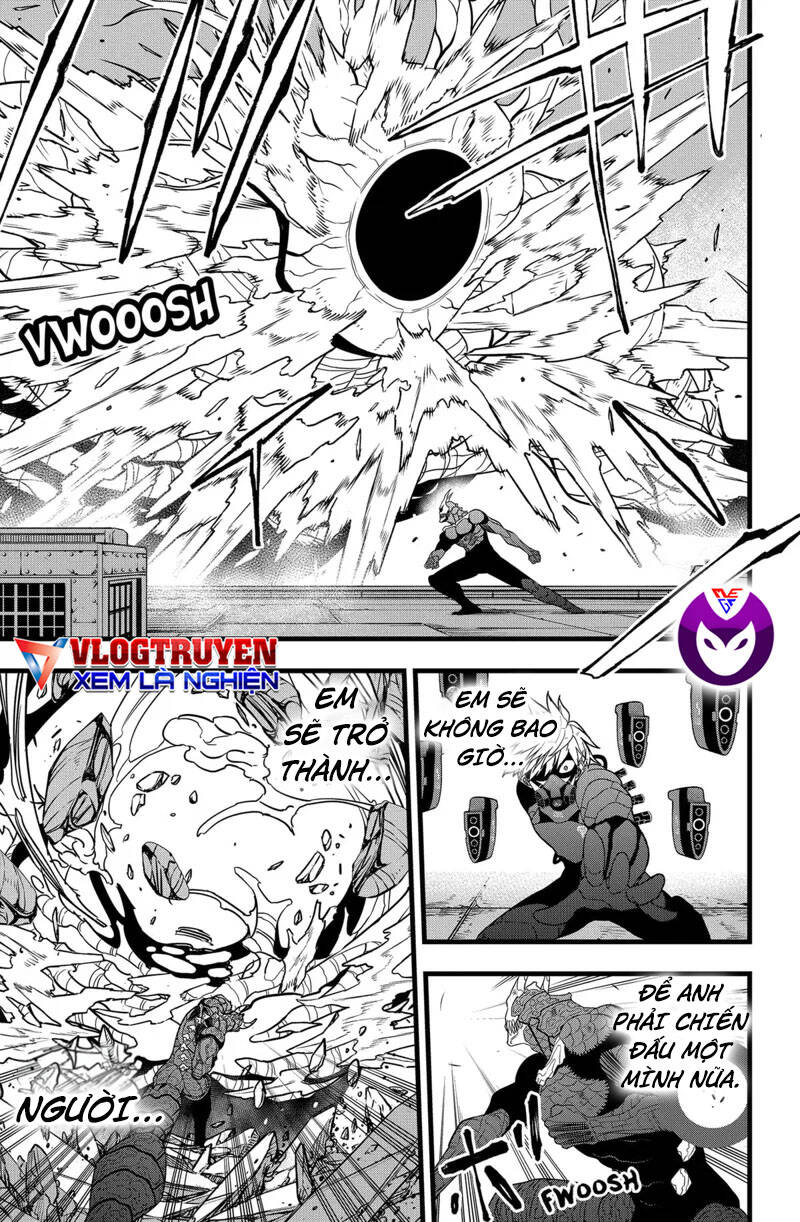 VWOOOSH
VLOGTRUYEN
XEM LÀ NGHIỆN
EM SẼ
KHÔNG BAO
GIỜ...
EM
SẼ TRỞ
THÀNH...
ĐỂ ANH
PHẢI CHIẾN
ĐẤU MỘT
MÌNH NỮA.
NGƯỜI...
FWOOSH